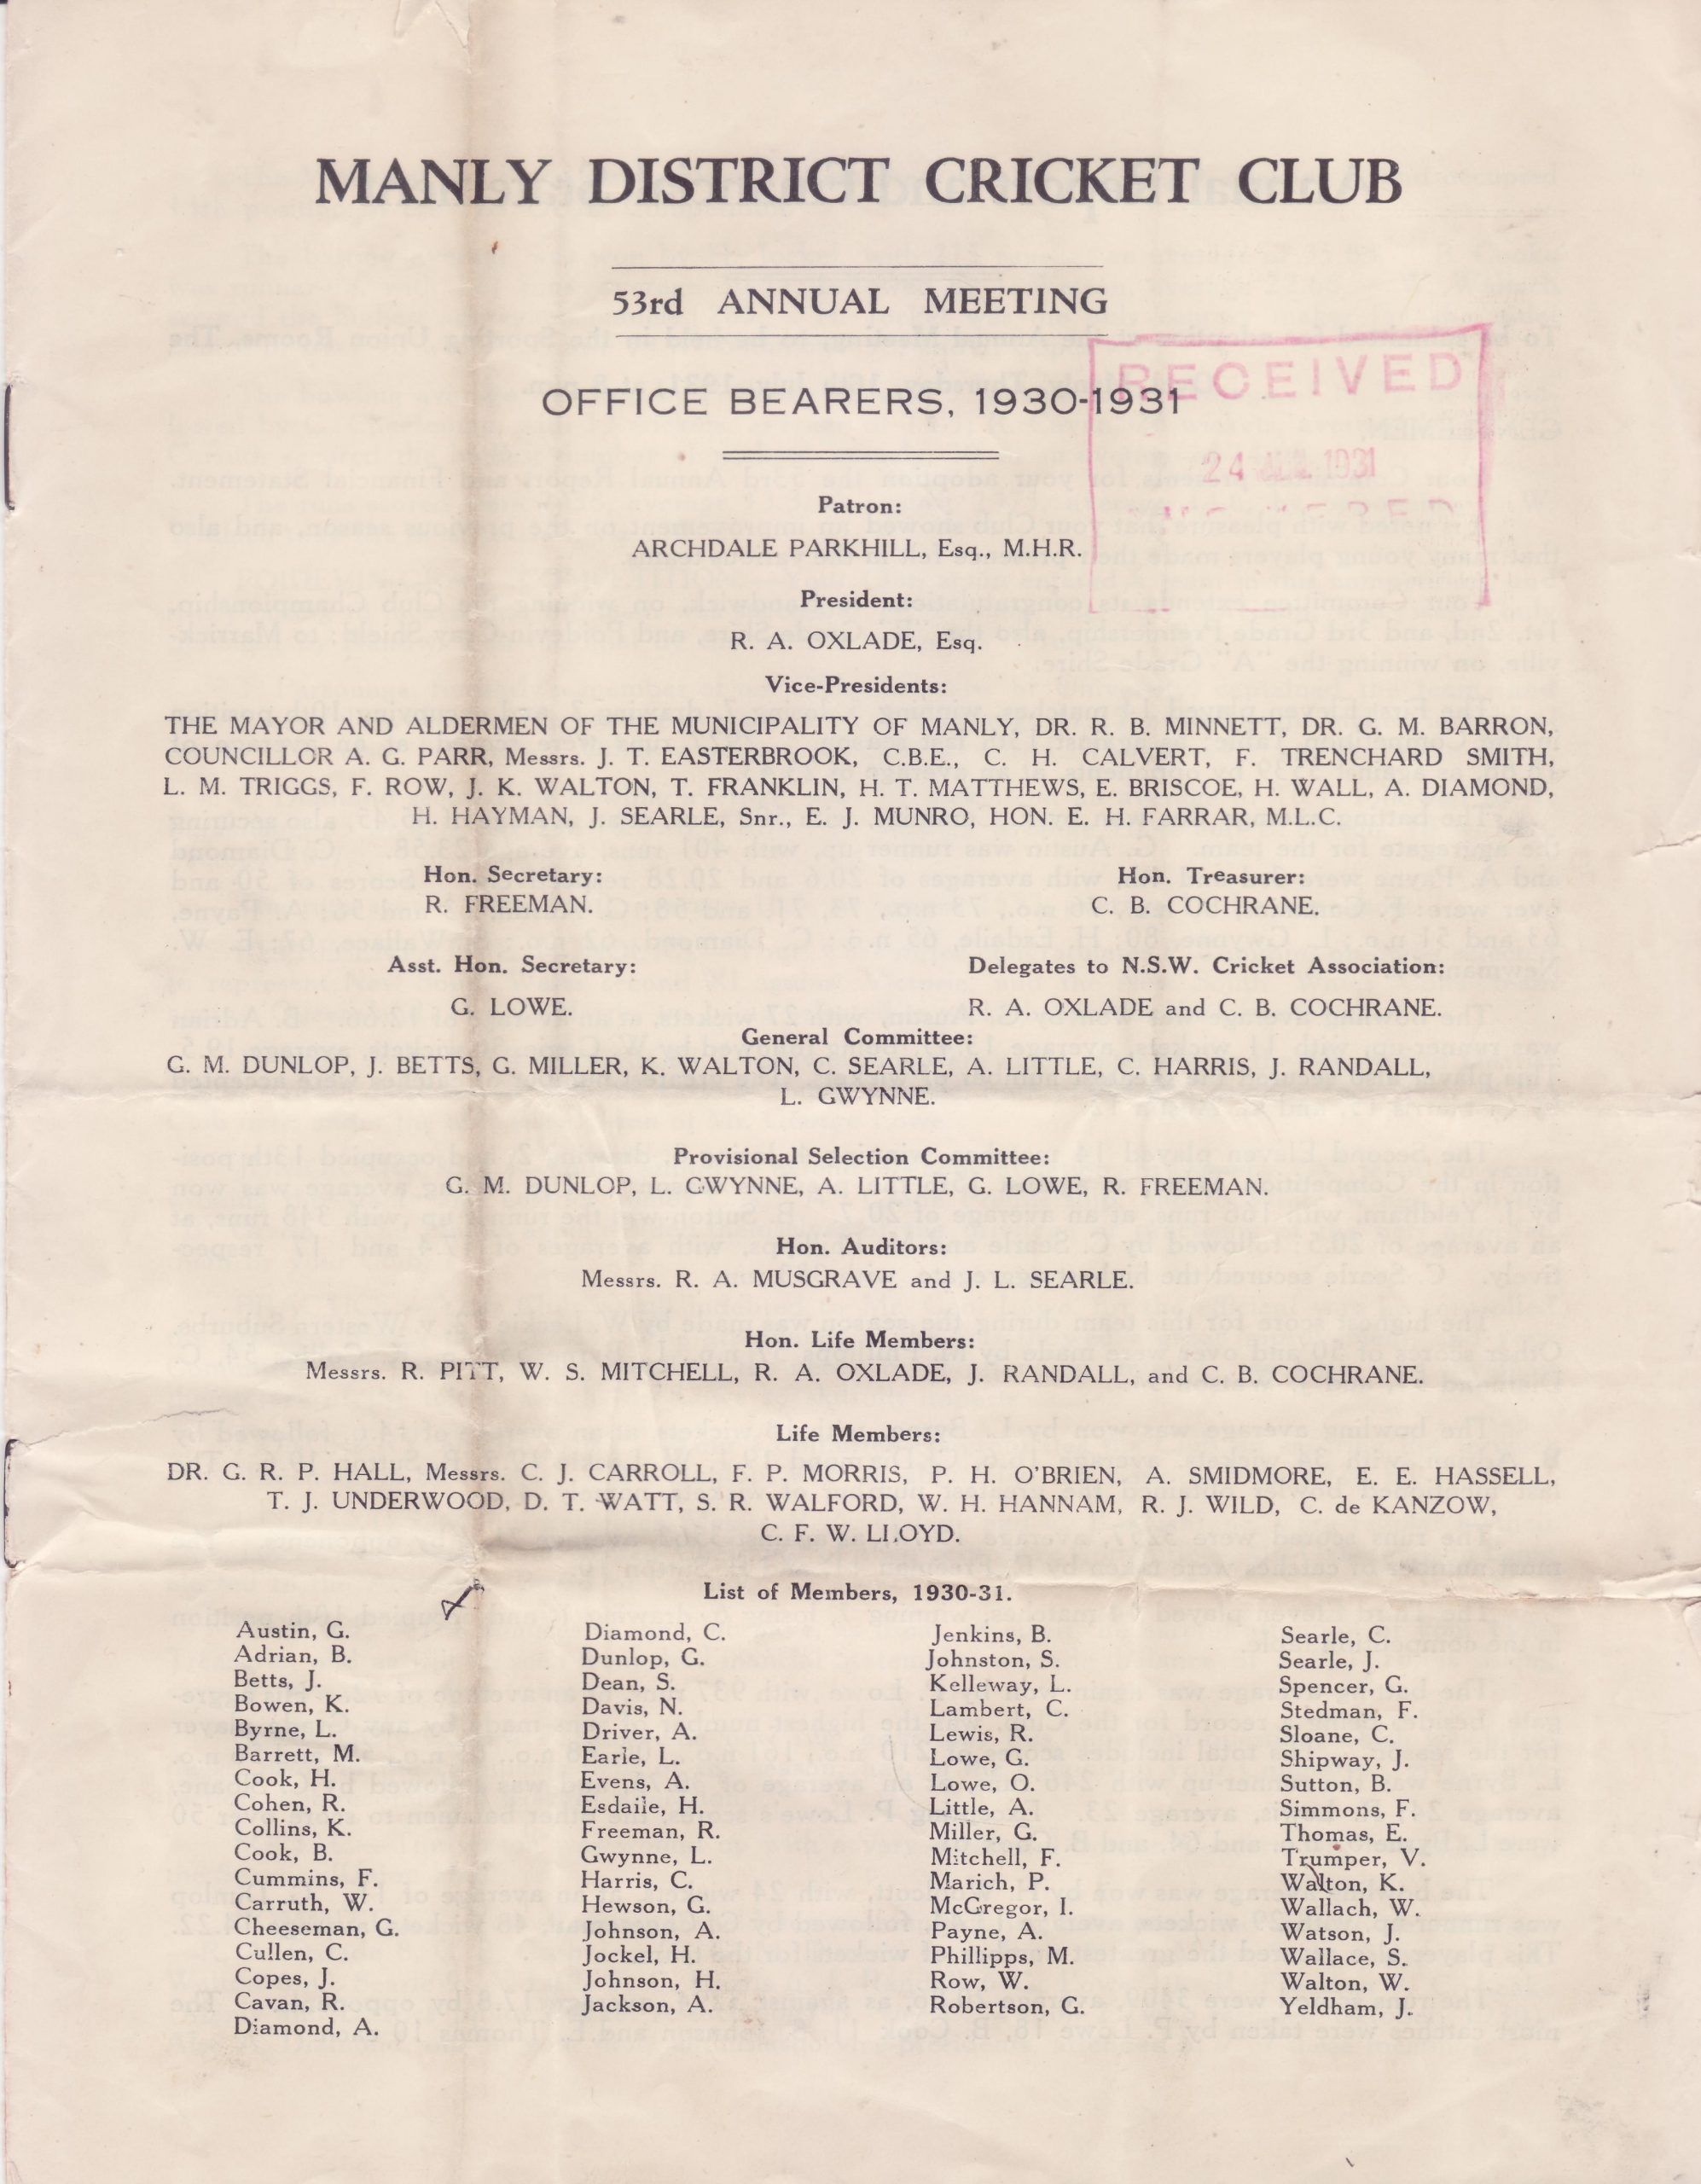 MANLY DISTRICT CRICKET CLUB
53rd ANNUAL MEETING
OFFICE BEARERS, 1930-1931
RECEIVED
24 JUL 1931
Patron:
ARCHDALE PARKHILL, Esq., M.H.R.
President:
R. A. OXLADE, Esq.
Vice-Presidents:
THE MAYOR AND ALDERMEN OF THE MUNICIPALITY OF MANLY, DR. R. B. MINNETT, DR. G. M. BARRON,
COUNCILLOR A. G. PARR, Messrs. J. T. EASTERBROOK, C.B.E., C. H. CALVERT, F. TRENCHARD SMITH,
L. M. TRIGGS, F. ROW, J. K. WALTON, T. FRANKLIN, H. T. MATTHEWS, E. BRISCOE, H. WALL, A. DIAMOND,
H. HAYMAN, J. SEARLE, Snr., E. J. MUNRO, HON. E. H. FARRAR, M.L.C.
Hon. Secretary:
R. FREEMAN.
Hon. Treasurer:
C. B. COCHRANE.
Asst. Hon. Secretary:
G. LOWE.
Delegates to N.S.W. Cricket Association:
R. A. OXLADE and C. B. COCHRANE.
General Committee:
G. M. DUNLOP, J. BETTS, G. MILLER, K. WALTON, C. SEARLE, A. LITTLE, C. HARRIS, J. RANDALL,
L. GWYNNE.
Provisional Selection Committee:
G. M. DUNLOP, L. GWYNNE, A. LITTLE, G. LOWE, R. FREEMAN.
Hon. Auditors:
Messrs. R. A. MUSGRAVE and J. L. SEARLE.
Hon. Life Members:
Messrs. R. PITT, W. S. MITCHELL, R. A. OXLADE, J. RANDALL, and C. B. COCHRANE.
Life Members:
DR. G. R. P. HALL, Messrs. C. J. CARROLL, F. P. MORRIS, P. H. O'BRIEN, A. SMIDMORE, E. E. HASSELL,
T. J. UNDERWOOD, D. T. WATT, S. R. WALFORD, W. H. HANNAM, R. J. WILD, C. de KANZOW,
C. F. W. LLOYD.
List of Members, 1930-31.
Austin, G.
Adrian, B.
Betts, J.
Bowen, K.
Byrne, L.
Barrett, M.
Cook, H.
Cohen, R.
Collins, K.
Cook, B.
Cummins, F.
Carruth, W.
Cheeseman, G.
Cullen, C.
Copes, J.
Cavan, R.
Diamond, A.
Diamond, C.
Dunlop, G.
Dean, S.
Davis, N.
Driver, A.
Earle, L.
Evens, A.
Esdaile, H.
Freeman, R.
Gwynne, L.
Harris, C.
Hewson, G.
Johnson, A.
Jockel, H.
Johnson, H.
Jackson, A.
Jenkins, B.
Johnston, S.
Kelleway, L.
Lambert, C.
Lewis, R.
Lowe, G.
Lowe, O.
Little, A.
Miller, G.
Mitchell, F.
Marich, P.
McGregor, I.
Payne, A.
Phillipps, M.
Row, W.
Robertson, G.
Searle, C.
Searle, J.
Spencer, G.
Stedman, F.
Sloane, C.
Shipway, J.
Sutton, B.
Simmons, F.
Thomas, E.
Trumper, V.
Walton, K.
Wallach, W.
Watson, J.
Wallace, S.
Walton, W.
Yeldham, J.